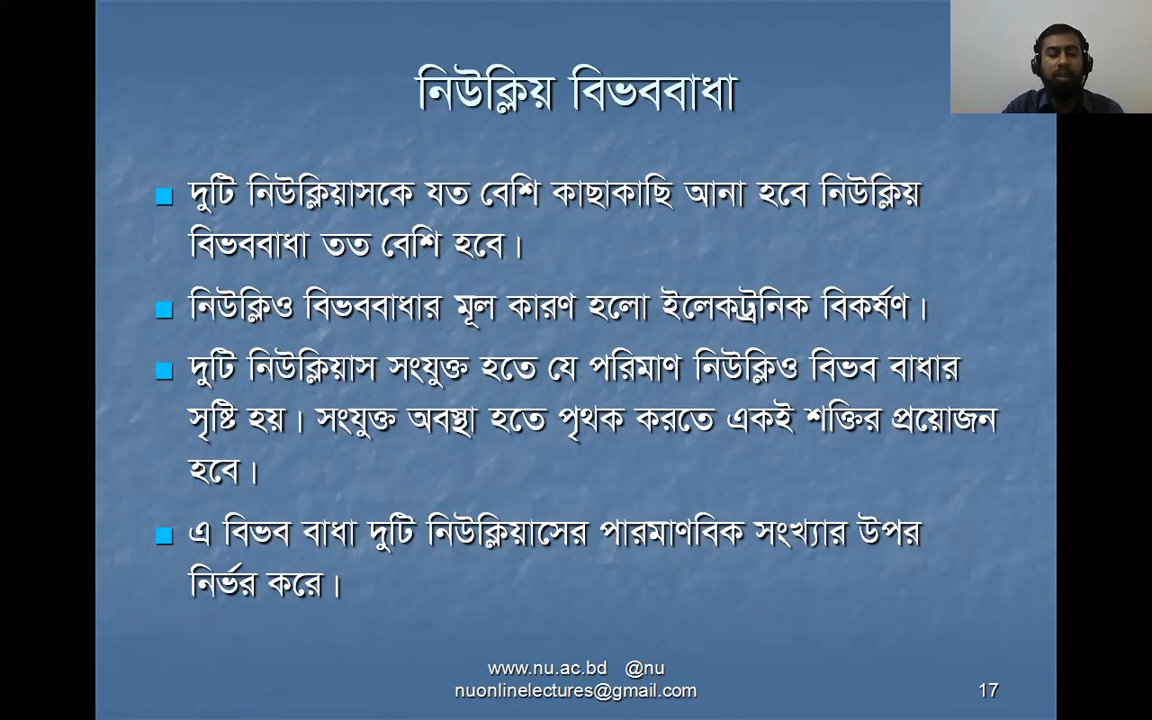 নিউক্লিয় বিভববাধা
দুটি নিউক্লিয়াসকে যত বেশি কাছাকাছি আনা হবে নিউক্লিয়
বিভববাধা তত বেশি হবে।
নিউক্লিও বিভববাধার মূল কারণ হলো ইলেকট্রনিক বিকর্ষণ।
দুটি নিউক্লিয়াস সংযুক্ত হতে যে পরিমাণ নিউক্লিও বিভব বাধার
সৃষ্টি হয়। সংযুক্ত অবস্থা হতে পৃথক করতে একই শক্তির প্রয়োজন
হবে।
এ বিভব বাধা দুটি নিউক্লিয়াসের পারমাণবিক সংখ্যার উপর
নির্ভর করে।
www.nu.ac.bd @nu
nuonlinelectures@gmail.com
17